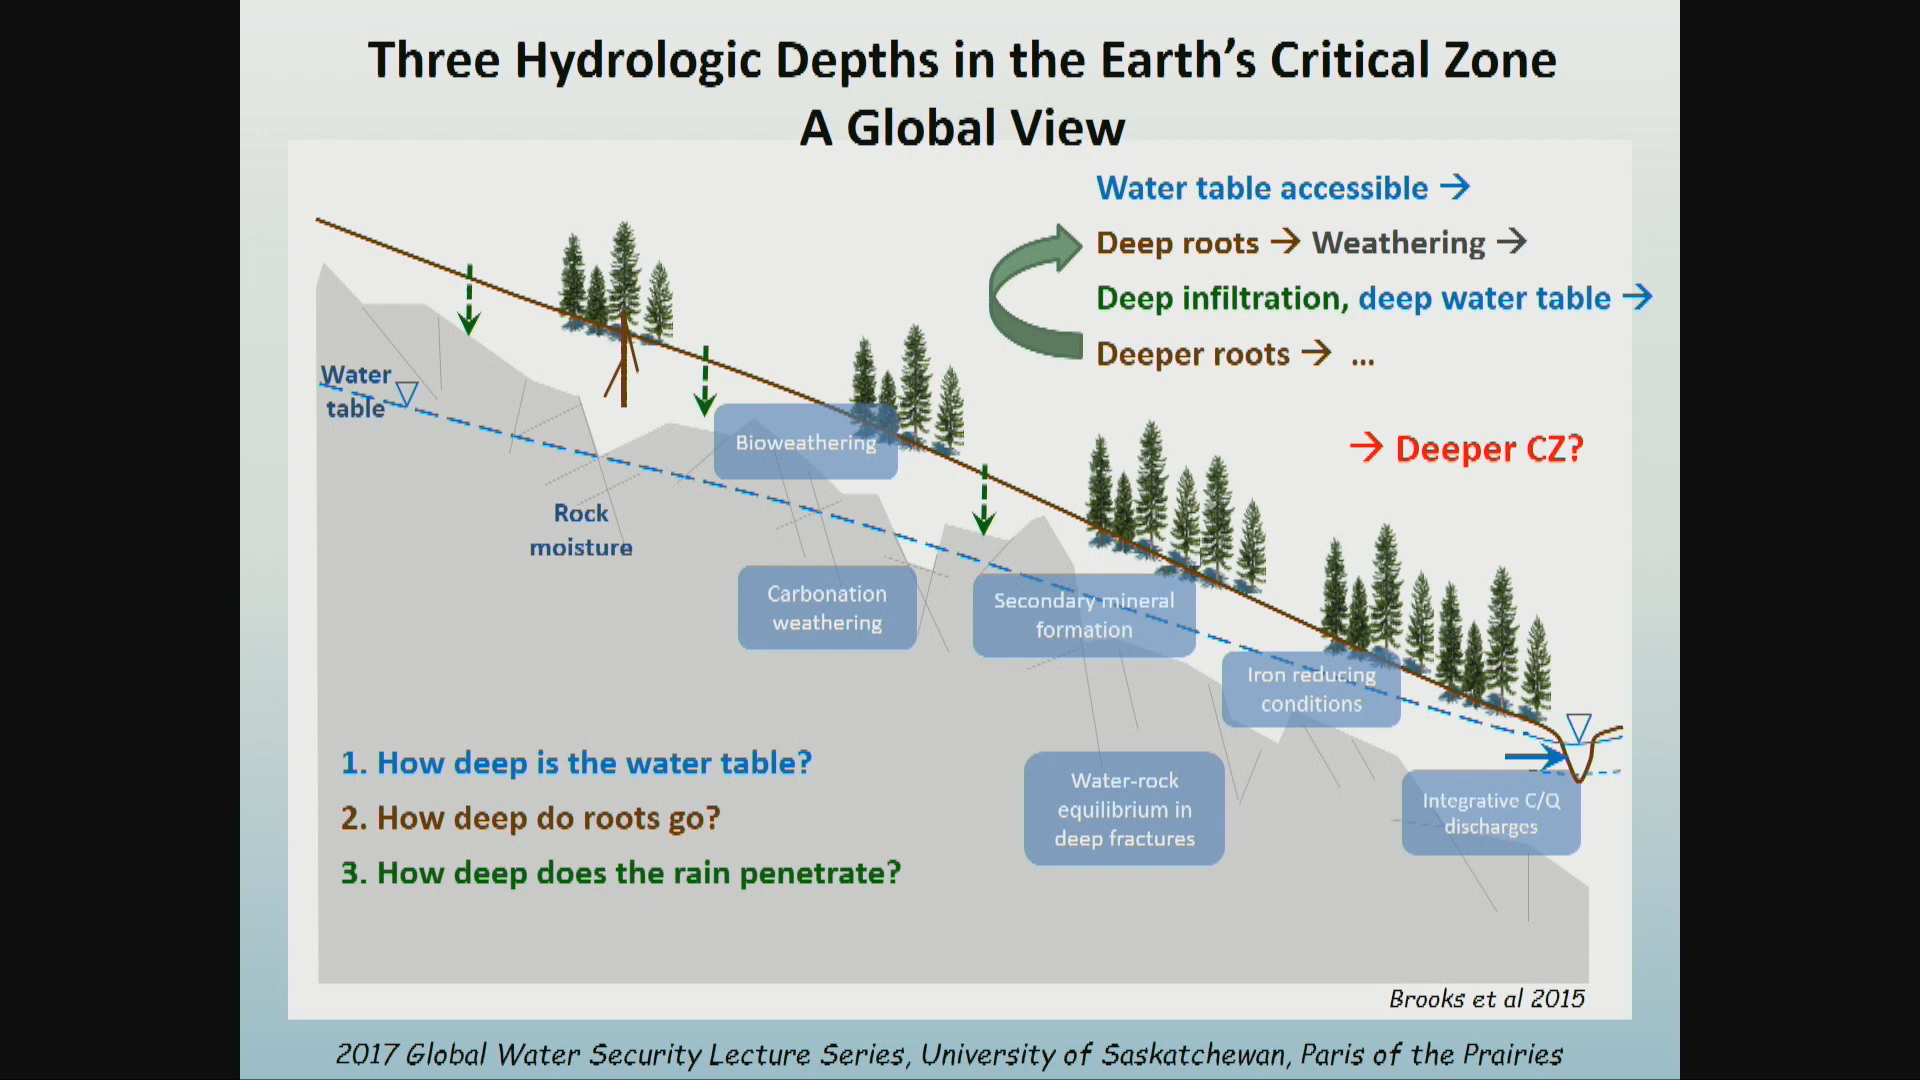 Three Hydrologic Depths in the Earth's Critical Zone
A Global View
Water table accessible →
Deep roots → Weathering →
Deep infiltration, deep water table →
Deeper roots → ...
→ Deeper CZ?
Water
table
Bioweathering
Rock
moisture
Carbonation
weathering
Secondary mineral
formation
Iron reducing
conditions
Water-rock
equilibrium in
deep fractures
Integrative C/Q
discharges
1. How deep is the water table?
2. How deep do roots go?
3. How deep does the rain penetrate?
Brooks et al 2015
2017 Global Water Security Lecture Series, University of Saskatchewan, Paris of the Prairies